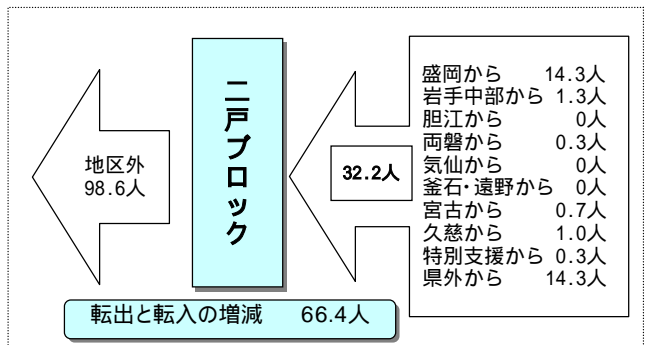 地区外
98.6人
二戸ブロック
32.2人
盛岡から 14.3人
岩手中部から 1.3人
胆江から 0人
両磐から 0.3人
気仙から 0人
釜石・遠野から 0人
宮古から 0.7人
久慈から 1.0人
特別支援から 0.3人
県外から 14.3人
転出と転入の増減 66.4人